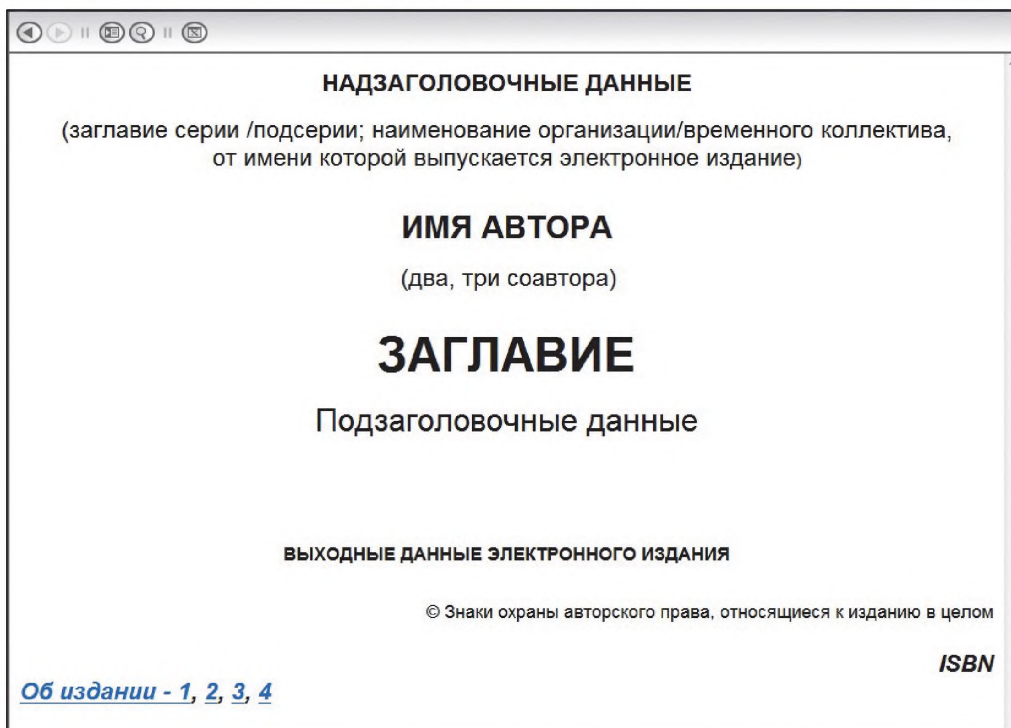 НАДЗАГОЛОВОЧНЫЕ ДАННЫЕ
(заглавие серии /подсерии; наименование организации/временного коллектива,
от имени которой выпускается электронное издание)
ИМЯ АВТОРА
(два, три соавтора)
ЗАГЛАВИЕ
Подзаголовочные данные
ВЫХОДНЫЕ ДАННЫЕ ЭЛЕКТРОННОГО ИЗДАНИЯ
© Знаки охраны авторского права, относящиеся к изданию в целом
ISBN
Об издании - 1, 2, 3, 4